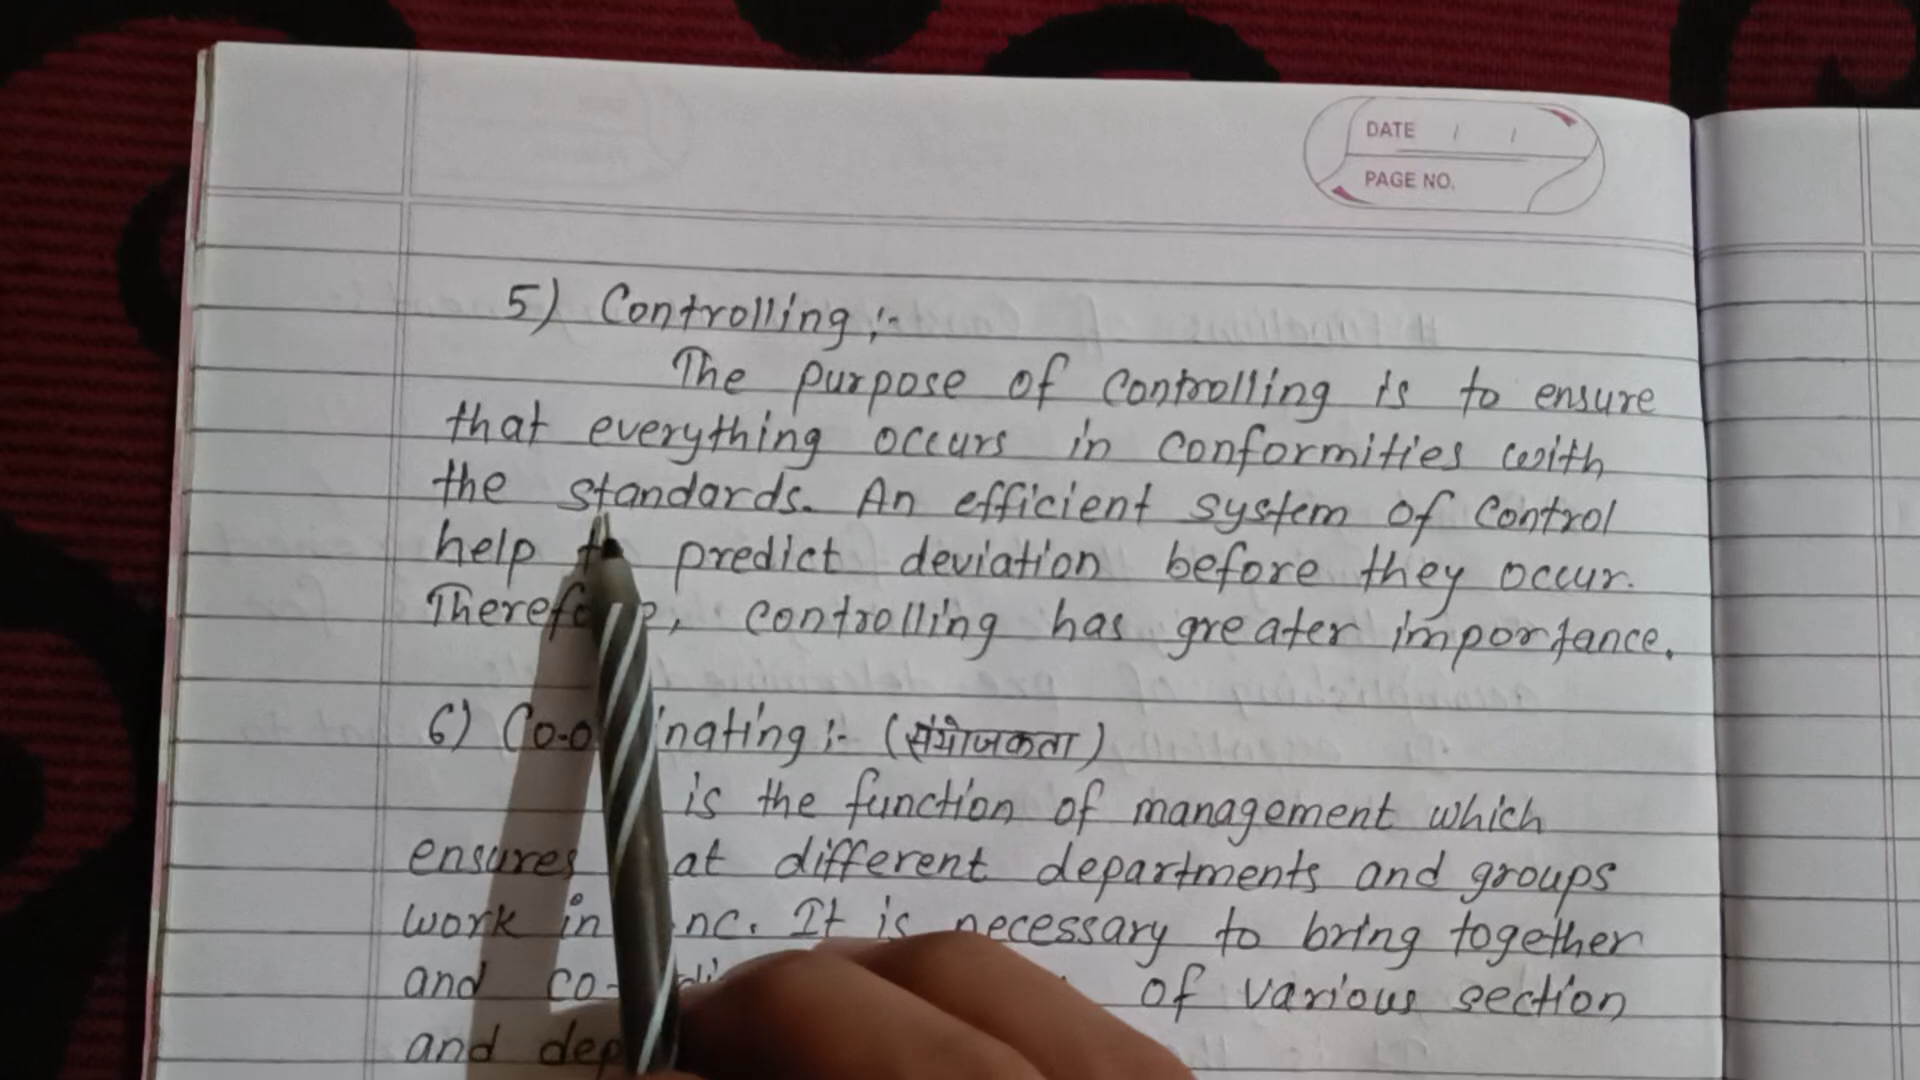 DATE / /
PAGE NO.
5) Controlling :-
The purpose of controlling is to ensure
that everything occurs in conformities with
the standards. An efficient system of control
help predict deviation before they occur.
controlling has greater importance.
6) :- (संयोजकता)
is the function of management which
ensures different departments and groups
work in It is necessary to bring together
and of various section
and